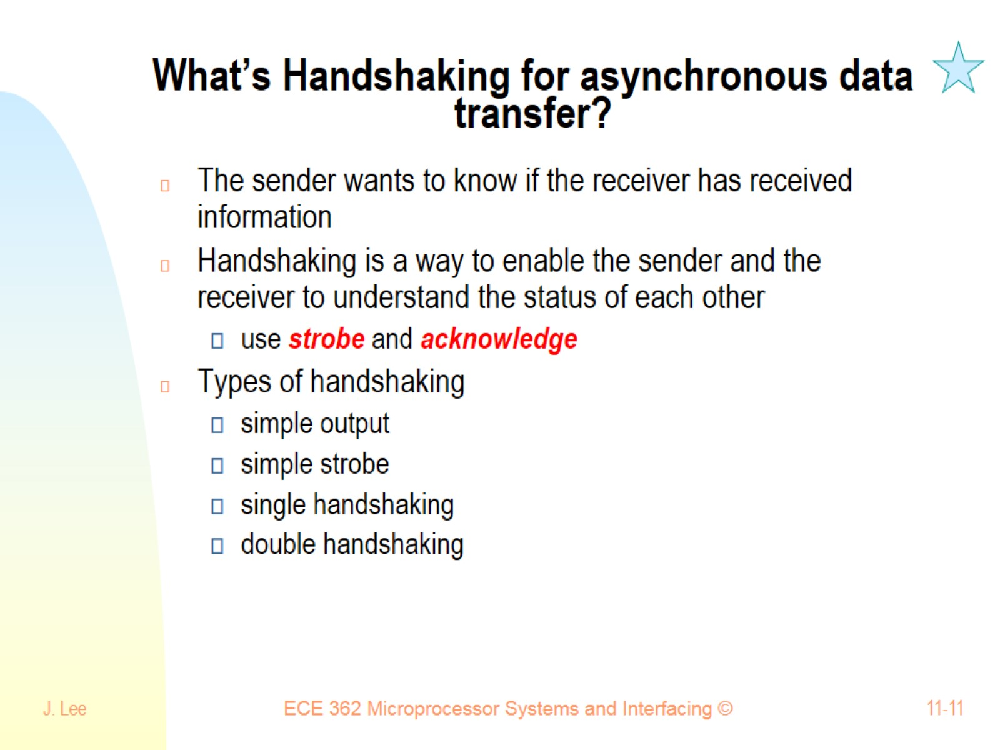 What’s Handshaking for asynchronous data
transfer?
The sender wants to know if the receiver has received
information
Handshaking is a way to enable the sender and the
receiver to understand the status of each other
use strobe and acknowledge
Types of handshaking
simple output
simple strobe
single handshaking
double handshaking
J. Lee
ECE 362 Microprocessor Systems and Interfacing ©
11-11